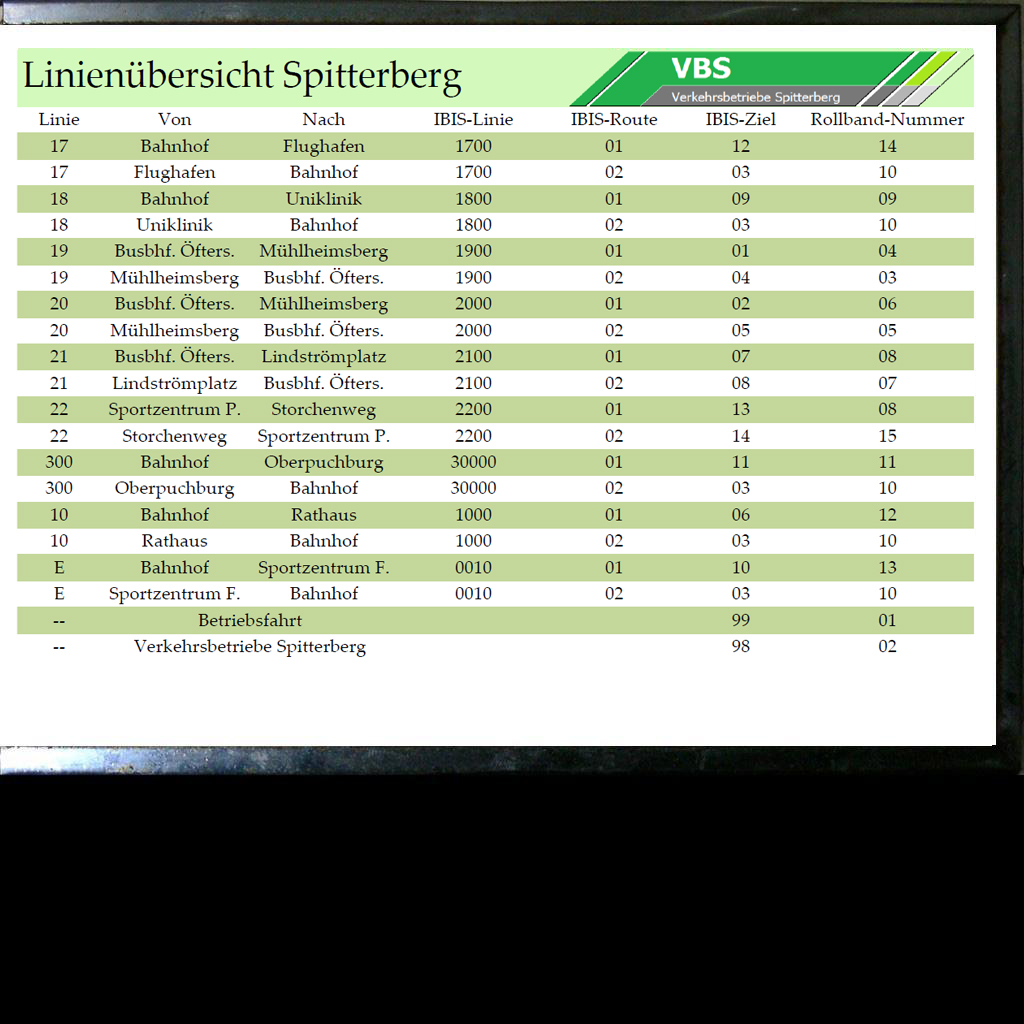 Linienübersicht Spitterberg
VBS
Verkehrsbetriebe Spitterberg
Linie Von Nach IBIS-Linie IBIS-Route IBIS-Ziel Rollband-Nummer
17 Bahnhof Flughafen 1700 01 12 14
17 Flughafen Bahnhof 1700 02 03 10
18 Bahnhof Uniklinik 1800 01 09 09
18 Uniklinik Bahnhof 1800 02 03 10
19 Busbhf. Öfters. Mühlheimsberg 1900 01 01 04
19 Mühlheimsberg Busbhf. Öfters. 1900 02 04 03
20 Busbhf. Öfters. Mühlheimsberg 2000 01 02 06
20 Mühlheimsberg Busbhf. Öfters. 2000 02 05 05
21 Busbhf. Öfters. Lindströmplatz 2100 01 07 08
21 Lindströmplatz Busbhf. Öfters. 2100 02 08 07
22 Sportzentrum P. Storchenweg 2200 01 13 08
22 Storchenweg Sportzentrum P. 2200 02 14 15
300 Bahnhof Oberpuchburg 30000 01 11 11
300 Oberpuchburg Bahnhof 30000 02 03 10
10 Bahnhof Rathaus 1000 01 06 12
10 Rathaus Bahnhof 1000 02 03 10
E Bahnhof Sportzentrum F. 0010 01 10 13
E Sportzentrum F. Bahnhof 0010 02 03 10
-- Betriebsfahrt 99 01
-- Verkehrsbetriebe Spitterberg 98 02